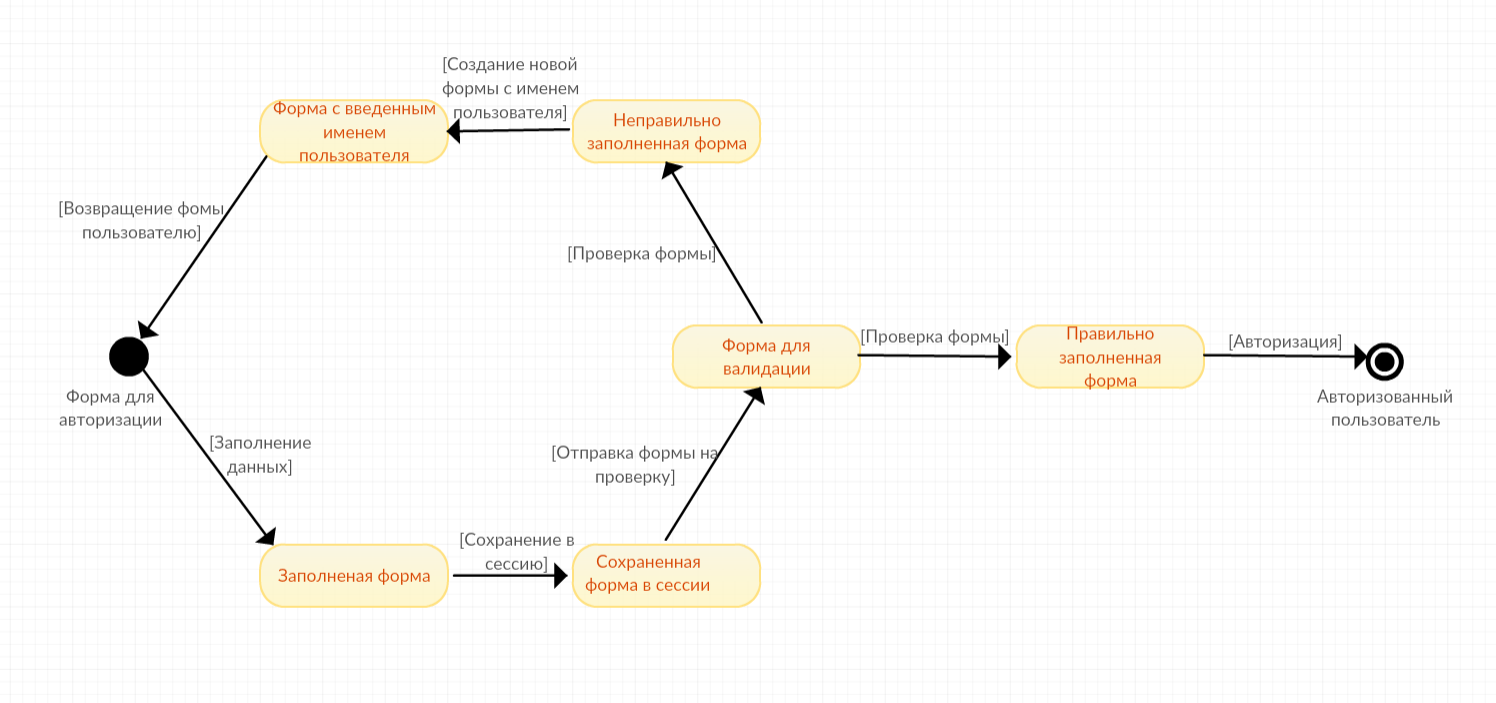 [Создание новой
формы с именем
пользователя]
Форма с введенным
именем
пользователя
Неправильно
заполненная форма
[Возвращение фомы
пользователю]
[Проверка формы]
Форма для
валидации
[Проверка формы]
Правильно
заполненная
форма
[Авторизация]
Форма для
авторизации
Авторизованный
пользователь
[Заполнение
данных]
[Отправка формы на
проверку]
[Сохранение в
сессию]
Заполненая форма
Сохраненная
форма в сессии